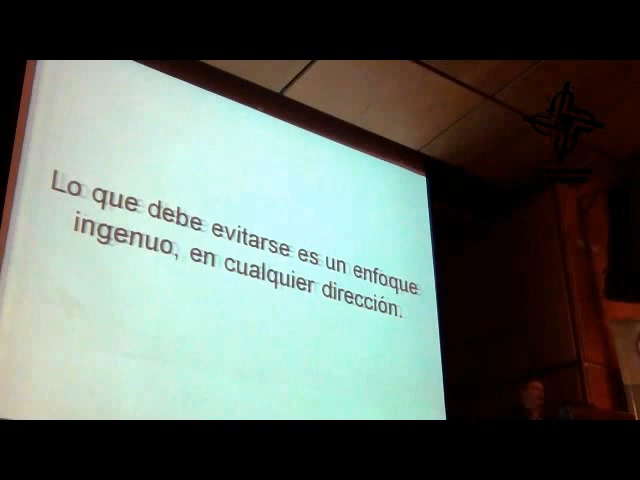 Lo que debe evitarse es un enfoque
ingenuo, en cualquier dirección.